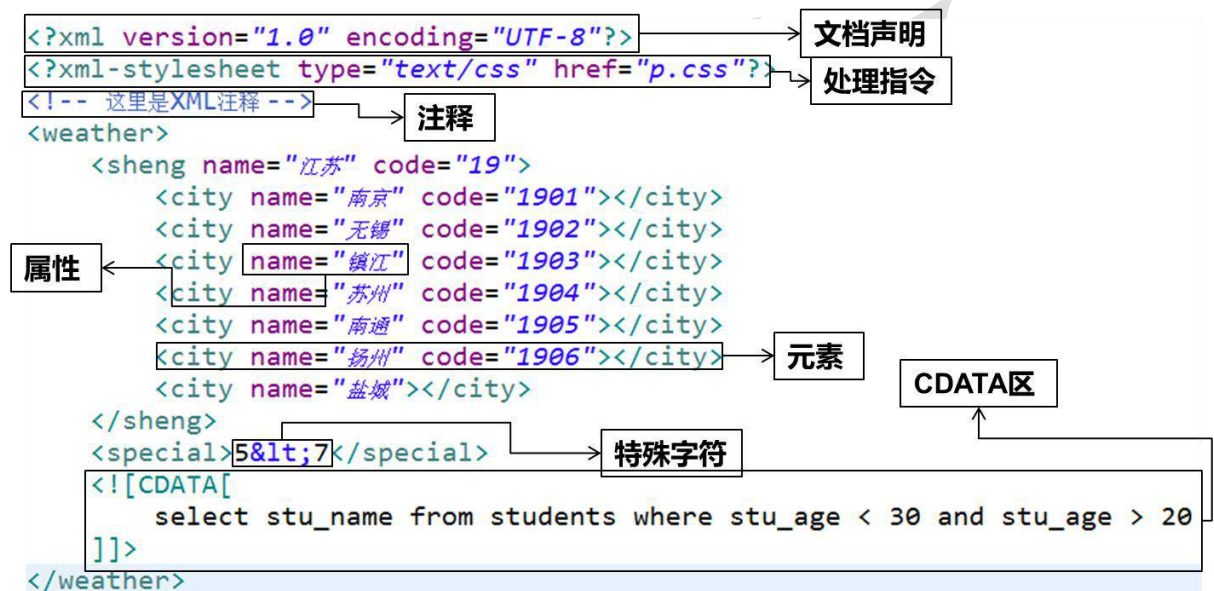 <?xml version="1.0" encoding="UTF-8"?> 文档声明
<?xml-stylesheet type="text/css" href="p.css"?> 处理指令
<!-- 这里是XML注释 --> 注释
<weather>
<sheng name="江苏" code="19">
<city name="南京" code="1901"></city>
<city name="无锡" code="1902"></city>
属性 <city name="镇江" code="1903"></city>
<city name="苏州" code="1904"></city>
<city name="南通" code="1905"></city>
<city name="扬州" code="1906"></city> 元素
<city name="盐城"></city> CDATA区
</sheng>
<special>5&lt;7</special> 特殊字符
<![CDATA[
select stu_name from students where stu_age < 30 and stu_age > 20
]]>
</weather>